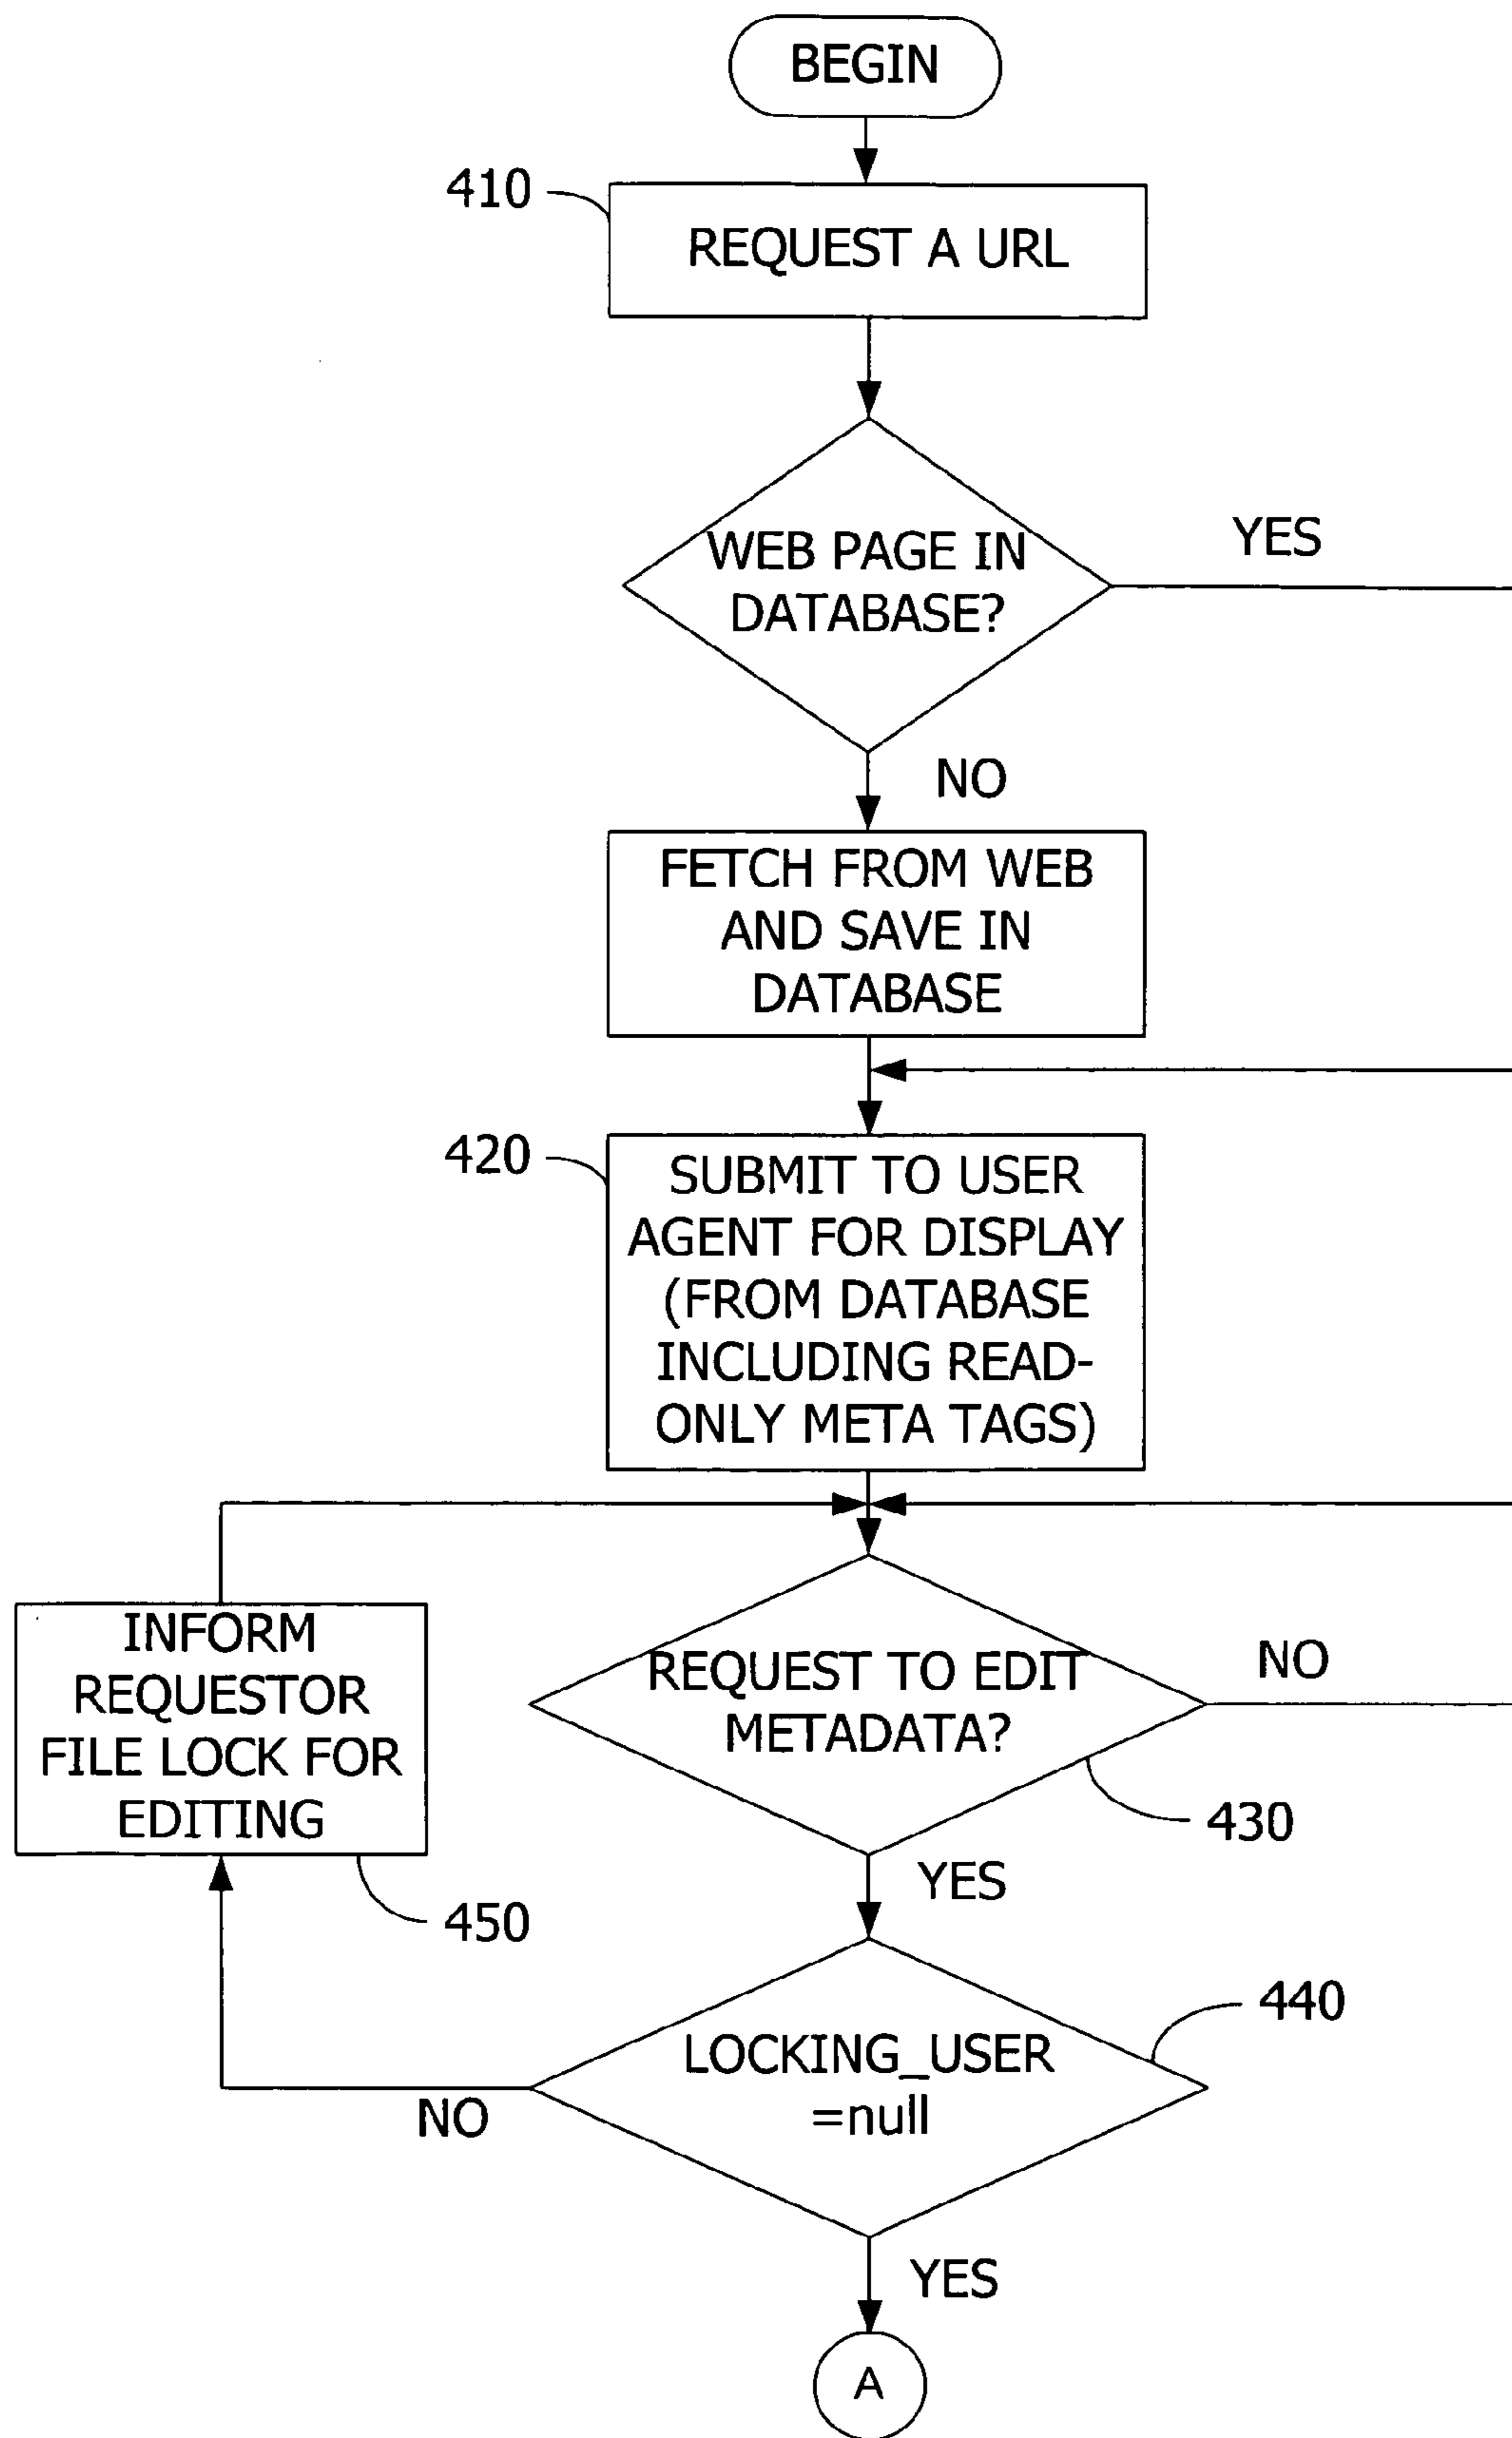 BEGIN
410
REQUEST A URL
WEB PAGE IN
DATABASE?
YES
NO
FETCH FROM WEB
AND SAVE IN
DATABASE
420
SUBMIT TO USER
AGENT FOR DISPLAY
(FROM DATABASE
INCLUDING READ-
ONLY META TAGS)
INFORM
REQUESTOR
FILE LOCK FOR
EDITING
450
REQUEST TO EDIT
METADATA?
NO
430
YES
440
LOCKING_USER
=null
NO
YES
A